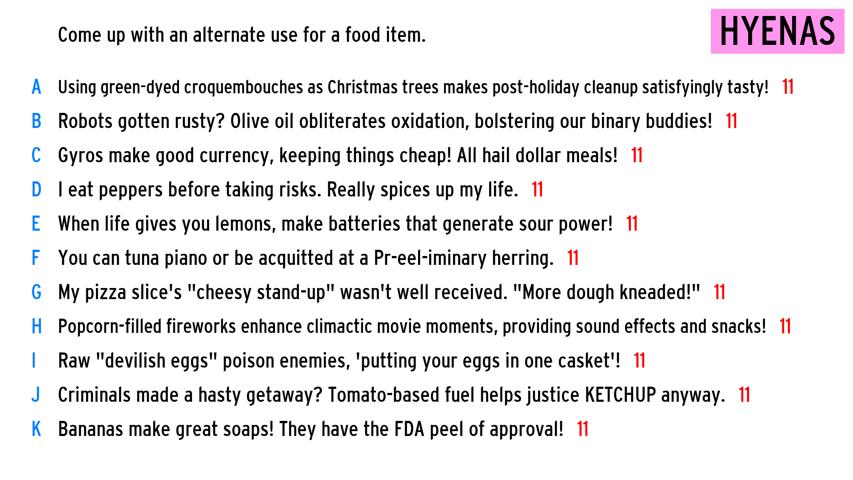 Come up with an alternate use for a food item.
HYENAS
A Using green-dyed croquembouches as Christmas trees makes post-holiday cleanup satisfyingly tasty! 11
B Robots gotten rusty? Olive oil obliterates oxidation, bolstering our binary buddies! 11
C Gyros make good currency, keeping things cheap! All hail dollar meals! 11
D I eat peppers before taking risks. Really spices up my life. 11
E When life gives you lemons, make batteries that generate sour power! 11
F You can tuna piano or be acquitted at a Pr-eel-iminary herring. 11
G My pizza slice's "cheesy stand-up" wasn't well received. "More dough kneaded!" 11
H Popcorn-filled fireworks enhance climactic movie moments, providing sound effects and snacks! 11
I Raw "devilish eggs" poison enemies, 'putting your eggs in one casket'! 11
J Criminals made a hasty getaway? Tomato-based fuel helps justice KETCHUP anyway. 11
K Bananas make great soaps! They have the FDA peel of approval! 11